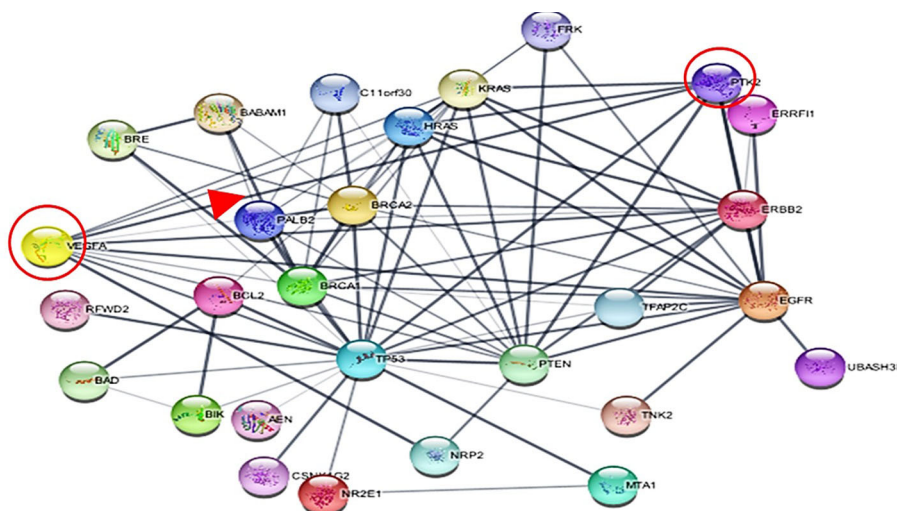 FRK
PTK2
KRAS
C11orf30
BABAM1
ERRFI1
HRAS
BRE
BRCA2
ERBB2
PALB2
VEGFA
BRCA1
BCL2
EGFR
RFWD2
TFAP2C
TP53
PTEN
UBASH3
BAD
BIK
AEN
TNK2
NRP2
NR2E1
MTA1